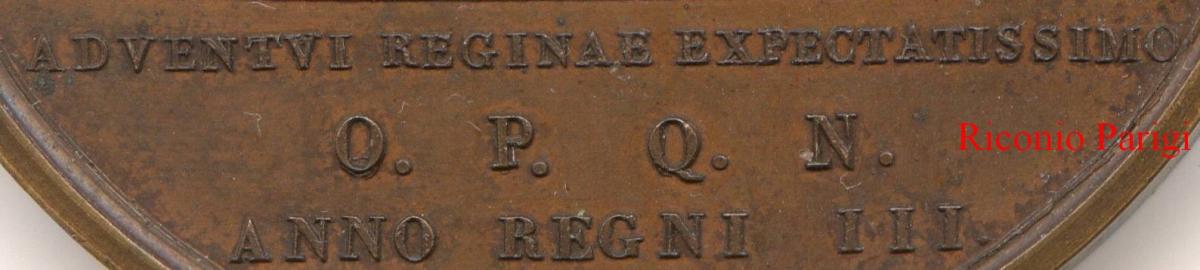 ADVENTVI REGINAE EXPECTATISSIMO
O. P. Q. N.
Riconio Parigi
ANNO REGNI III.